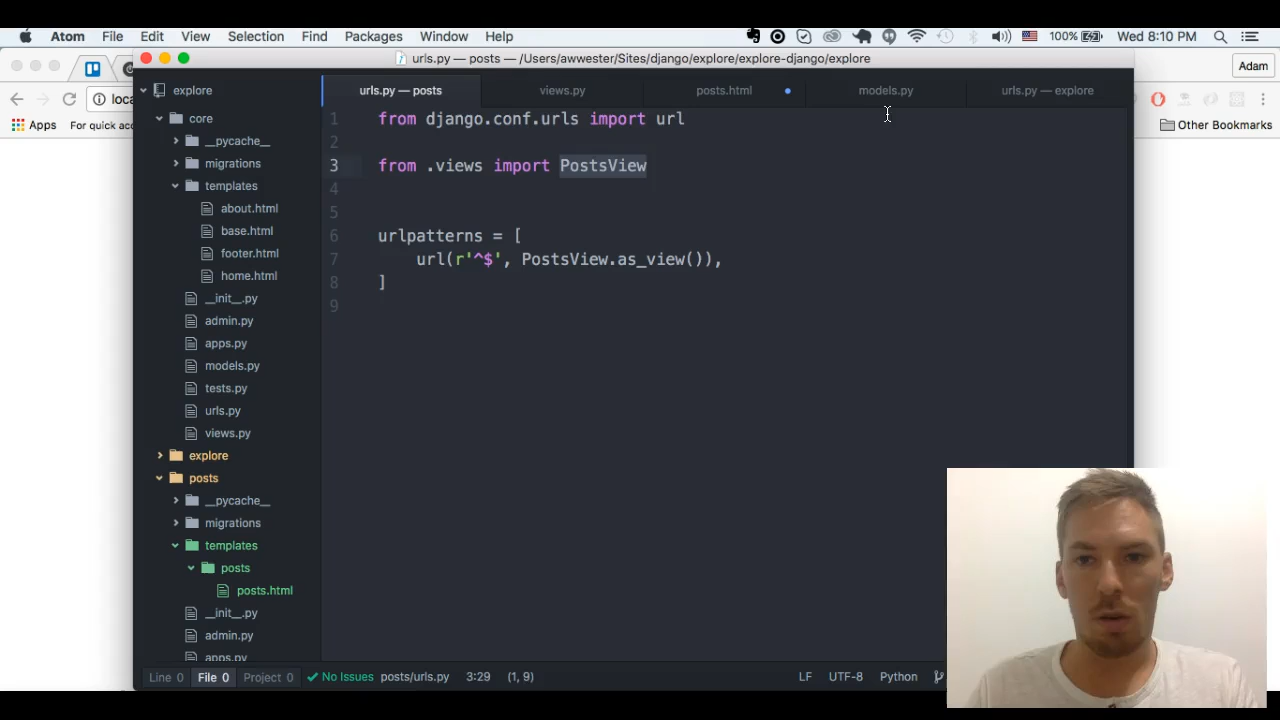 Atom File Edit View Selection Find Packages Window Help 100% Wed 8:10 PM
urls.py — posts — /Users/awwester/Sites/django/explore/explore-django/explore
Adam
loca
Apps For quick acc
Other Bookmarks
explore
core
__pycache__
migrations
templates
about.html
base.html
footer.html
home.html
__init__.py
admin.py
apps.py
models.py
tests.py
urls.py
views.py
explore
posts
__pycache__
migrations
templates
posts
posts.html
__init__.py
admin.py
apps.py
urls.py — posts views.py posts.html models.py urls.py — explore
1 from django.conf.urls import url
2
3 from .views import PostsView
4
5
6 urlpatterns = [
7 url(r'^$', PostsView.as_view()),
8 ]
9
Line 0 File 0 Project 0 No Issues posts/urls.py 3:29 (1, 9) LF UTF-8 Python